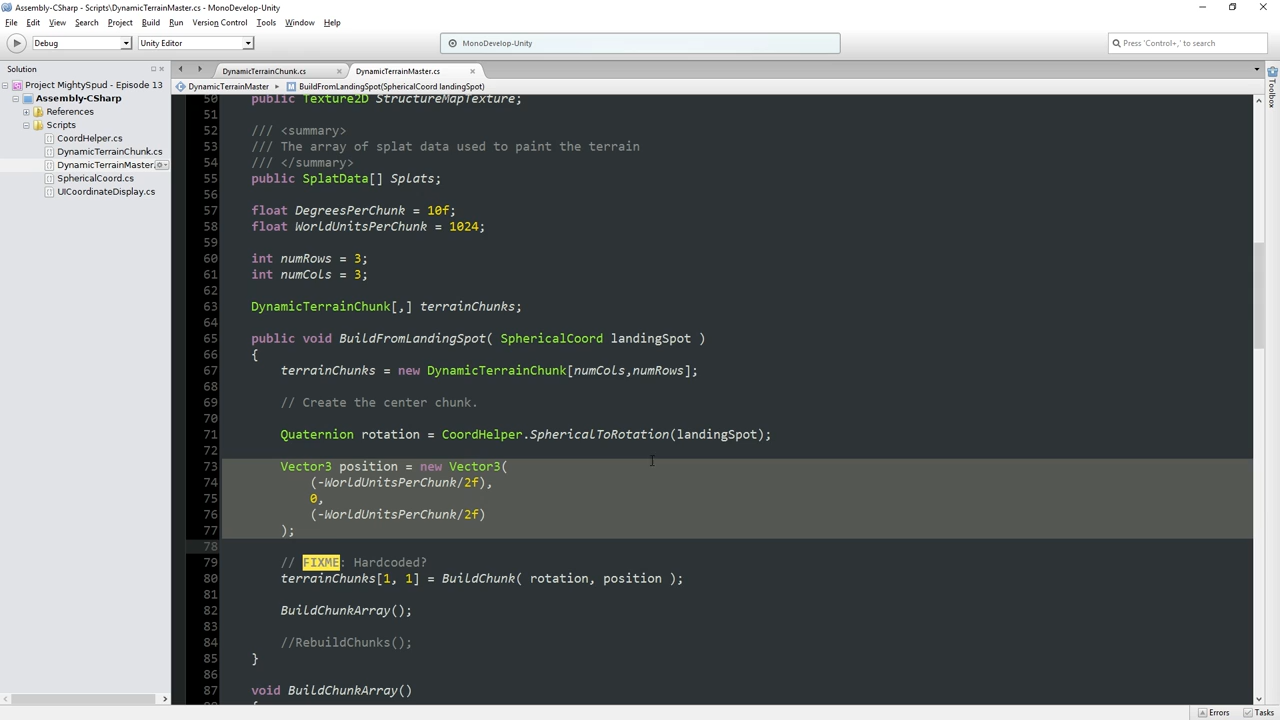 Assembly-CSharp - Scripts\DynamicTerrainMaster.cs - MonoDevelop-Unity
File Edit View Search Project Build Run Version Control Tools Window Help
Debug Unity Editor MonoDevelop-Unity Press 'Control+,' to search
Solution
Project MightySpud - Episode 13
Assembly-CSharp
References
Scripts
CoordHelper.cs
DynamicTerrainChunk.cs
DynamicTerrainMaster.
SphericalCoord.cs
UICoordinateDisplay.cs
DynamicTerrainChunk.cs DynamicTerrainMaster.cs
DynamicTerrainMaster BuildFromLandingSpot(SphericalCoord landingSpot)
Toolbox
50 public Texture2D StructureMapTexture;
51
52 /// <summary>
53 /// The array of splat data used to paint the terrain
54 /// </summary>
55 public SplatData[] Splats;
56
57 float DegreesPerChunk = 10f;
58 float WorldUnitsPerChunk = 1024;
59
60 int numRows = 3;
61 int numCols = 3;
62
63 DynamicTerrainChunk[,] terrainChunks;
64
65 public void BuildFromLandingSpot( SphericalCoord landingSpot )
66 {
67 terrainChunks = new DynamicTerrainChunk[numCols,numRows];
68
69 // Create the center chunk.
70
71 Quaternion rotation = CoordHelper.SphericalToRotation(landingSpot);
72
73 Vector3 position = new Vector3(
74 (-WorldUnitsPerChunk/2f),
75 0,
76 (-WorldUnitsPerChunk/2f)
77 );
78
79 // FIXME: Hardcoded?
80 terrainChunks[1, 1] = BuildChunk( rotation, position );
81
82 BuildChunkArray();
83
84 //RebuildChunks();
85 }
86
87 void BuildChunkArray()
Errors Tasks